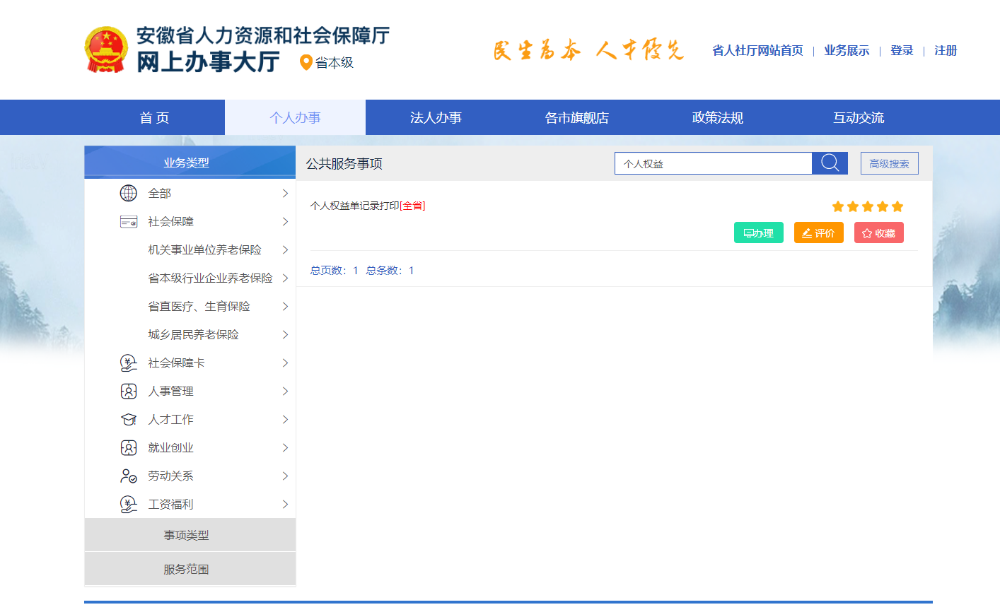 安徽省人力资源和社会保障厅
网上办事大厅
省本级
民生为本 人才优先
省人社厅网站首页 | 业务展示 | 登录 | 注册
首 页 个人办事 法人办事 各市旗舰店 政策法规 互动交流
业务类型
全部
社会保障
机关事业单位养老保险
省本级行业企业养老保险
省直医疗、生育保险
城乡居民养老保险
社会保障卡
人事管理
人才工作
就业创业
劳动关系
工资福利
事项类型
服务范围
公共服务事项
个人权益
高级搜索
个人权益单记录打印[全省]
办理 评价 收藏
总页数：1 总条数：1